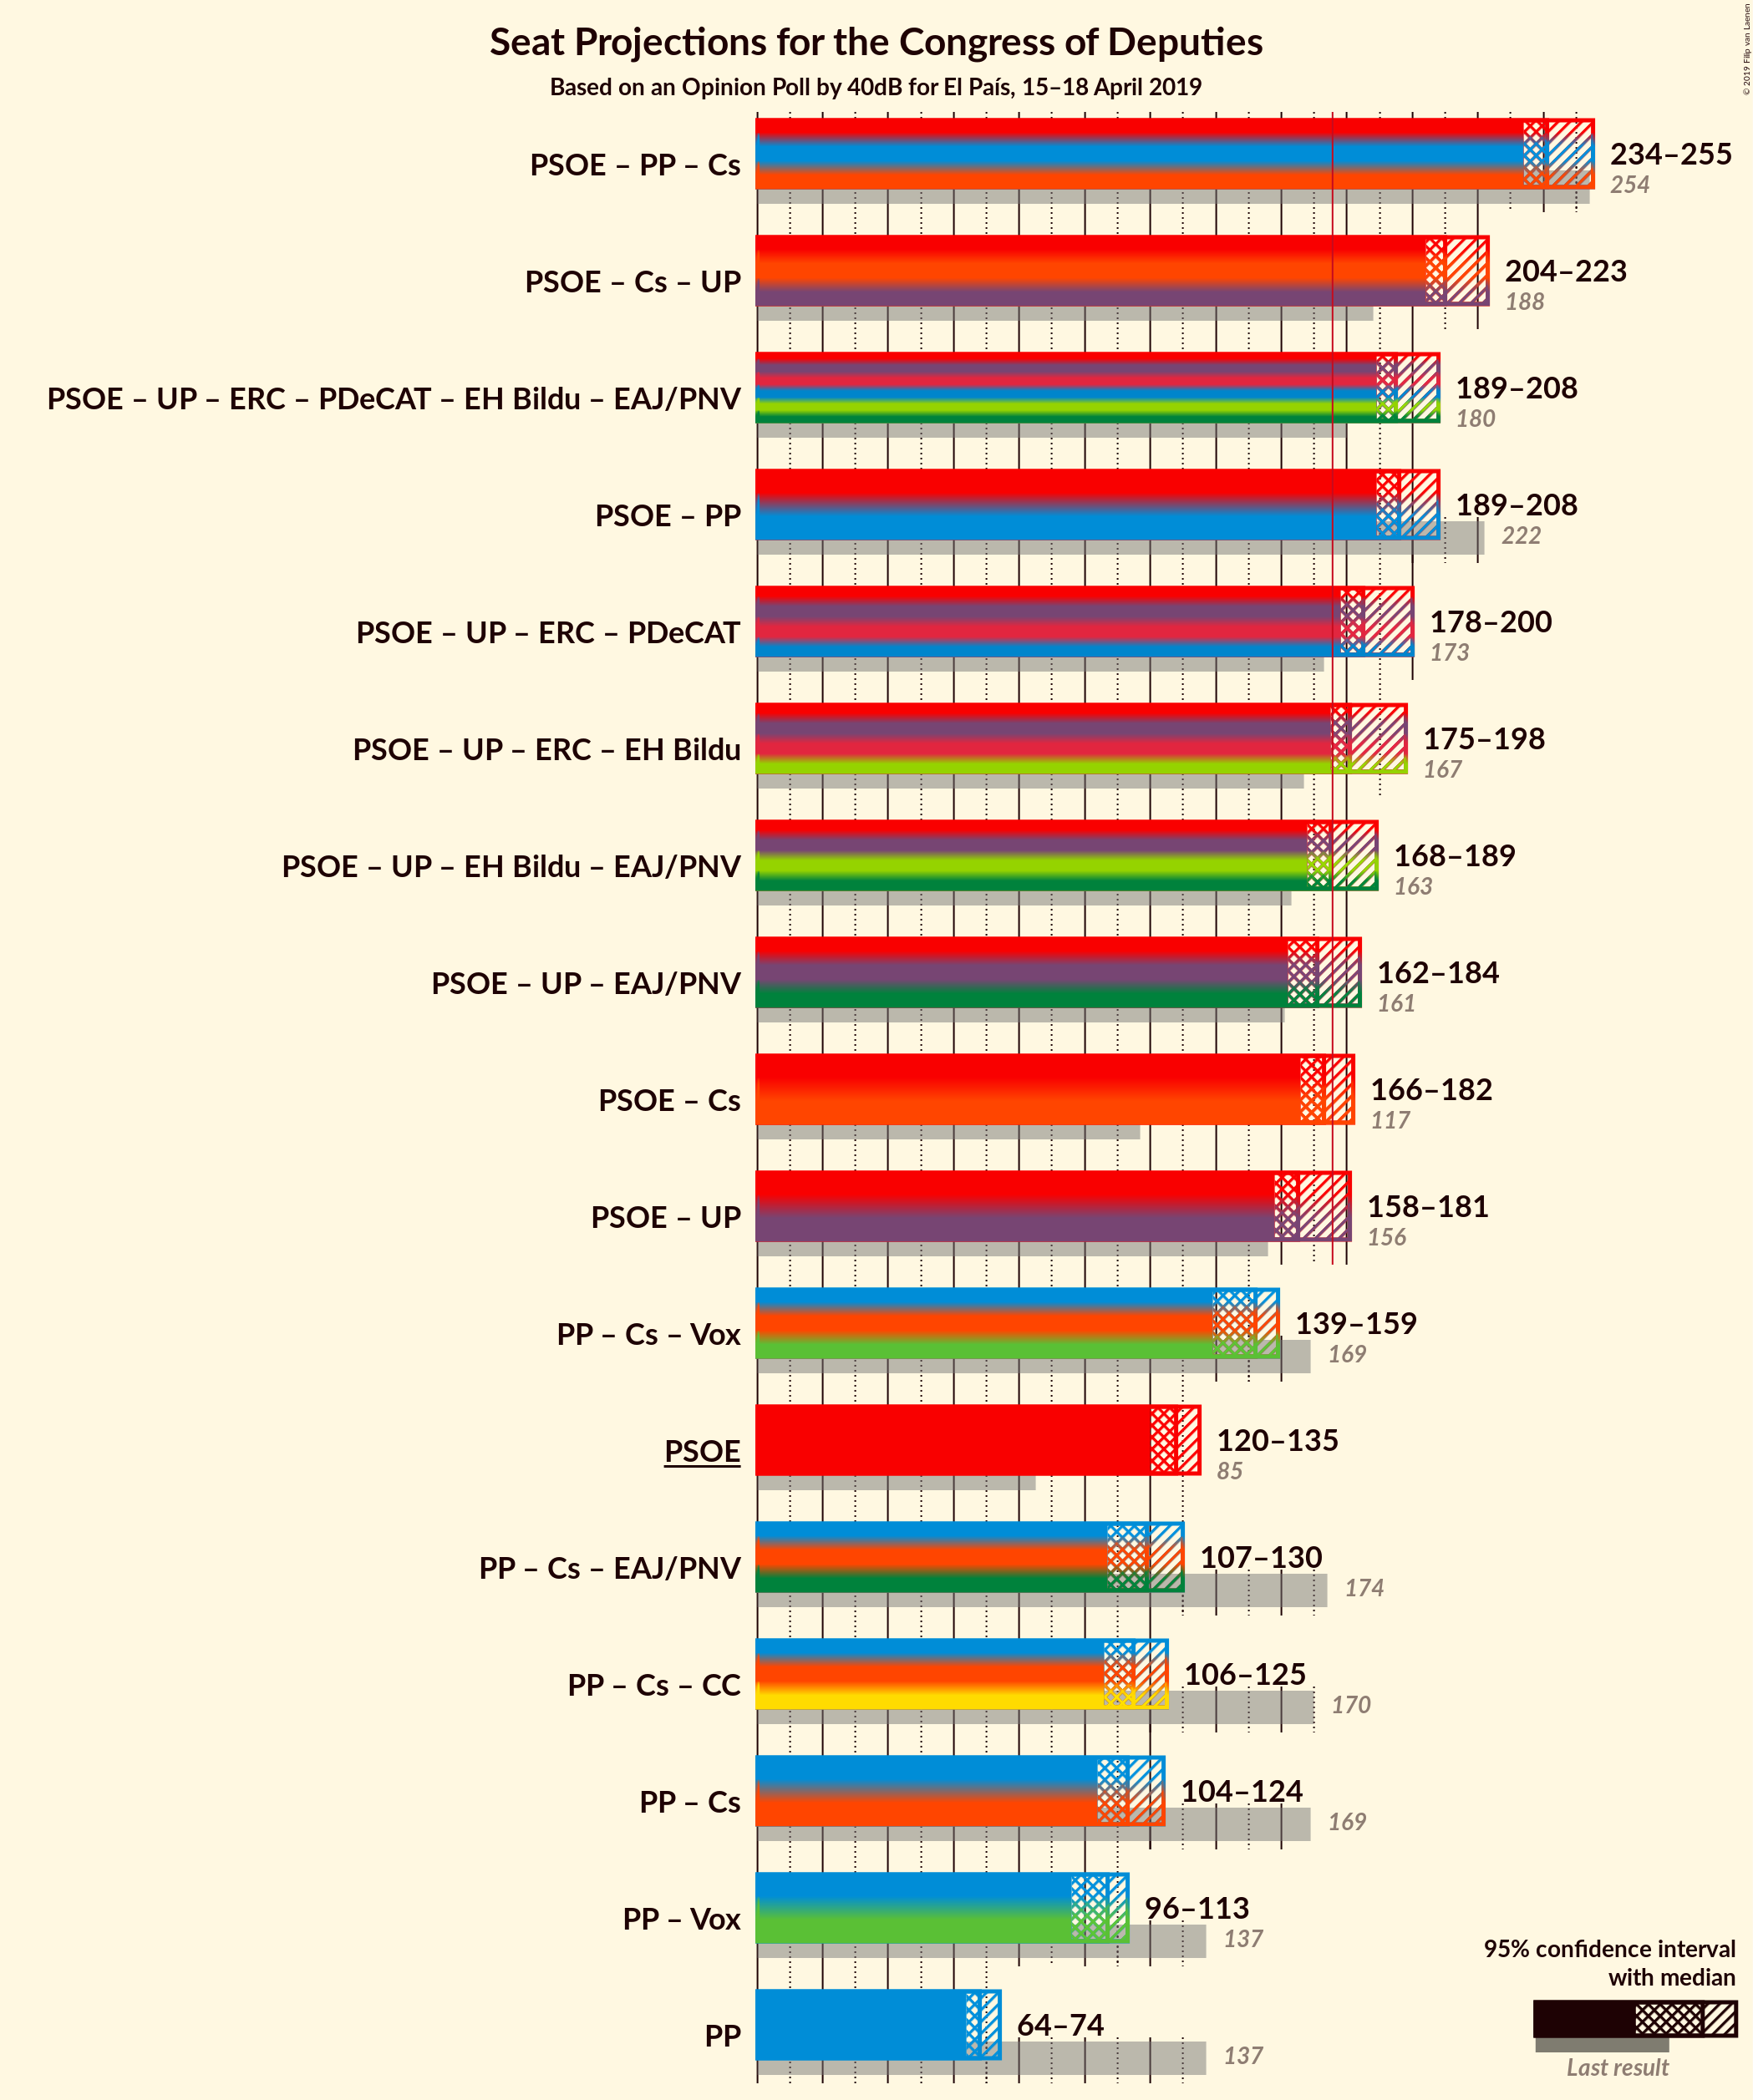 Seat Projections for the Congress of Deputies
Based on an Opinion Poll by 40dB for El País, 15–18 April 2019
© 2019 Filip van Laenen
PSOE – PP – Cs
234–255
254
PSOE – Cs – UP
204–223
188
PSOE – UP – ERC – PDeCAT – EH Bildu – EAJ/PNV
189–208
180
PSOE – PP
189–208
222
PSOE – UP – ERC – PDeCAT
178–200
173
PSOE – UP – ERC – EH Bildu
175–198
167
PSOE – UP – EH Bildu – EAJ/PNV
168–189
163
PSOE – UP – EAJ/PNV
162–184
161
PSOE – Cs
166–182
117
PSOE – UP
158–181
156
PP – Cs – Vox
139–159
169
PSOE
120–135
85
PP – Cs – EAJ/PNV
107–130
174
PP – Cs – CC
106–125
170
PP – Cs
104–124
169
PP – Vox
96–113
137
PP
64–74
137
95% confidence interval
with median
Last result